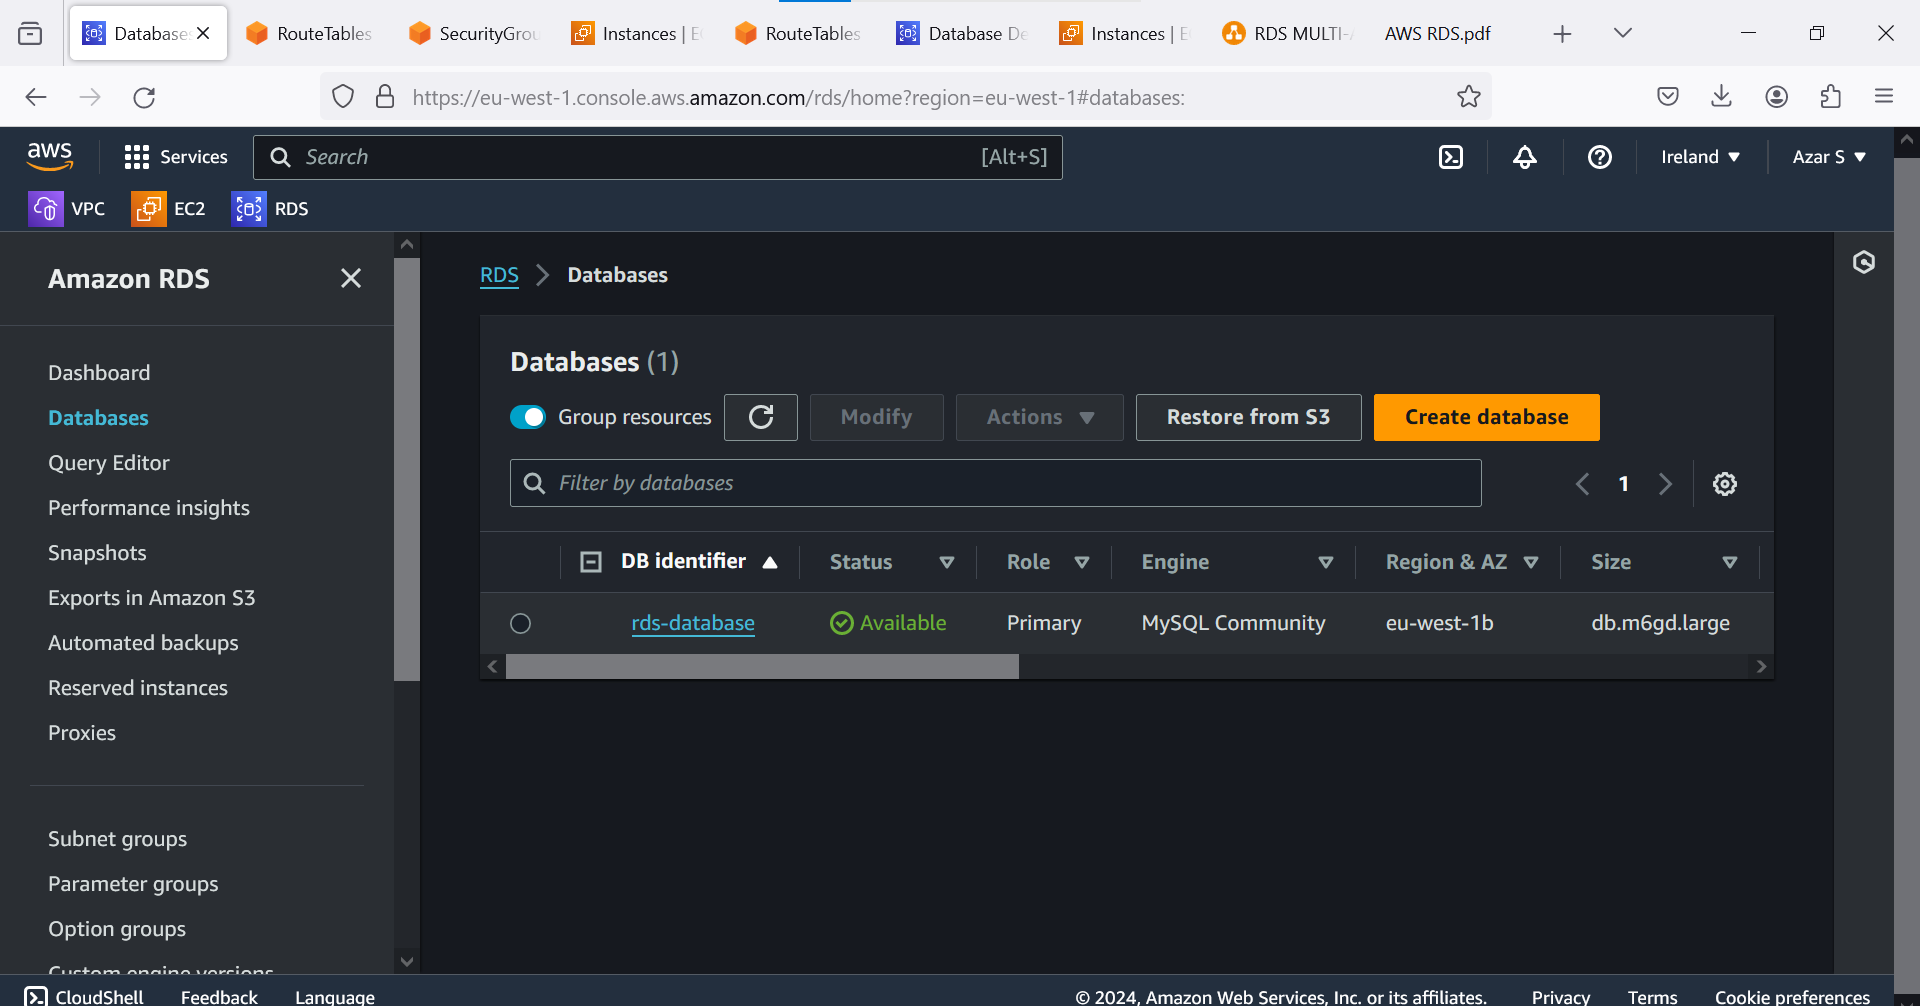 Databases RouteTables SecurityGrou Instances | E RouteTables Database De Instances | E RDS MULTI-A AWS RDS.pdf
https://eu-west-1.console.aws.amazon.com/rds/home?region=eu-west-1#databases:
aws Services Search [Alt+S] Ireland Azar S
VPC EC2 RDS
Amazon RDS
Dashboard
Databases
Query Editor
Performance insights
Snapshots
Exports in Amazon S3
Automated backups
Reserved instances
Proxies
Subnet groups
Parameter groups
Option groups
Custom engine versions
RDS Databases
Databases (1)
Group resources Modify Actions Restore from S3 Create database
Filter by databases 1
DB identifier Status Role Engine Region & AZ Size
rds-database Available Primary MySQL Community eu-west-1b db.m6gd.large
CloudShell Feedback Language © 2024, Amazon Web Services, Inc. or its affiliates. Privacy Terms Cookie preferences